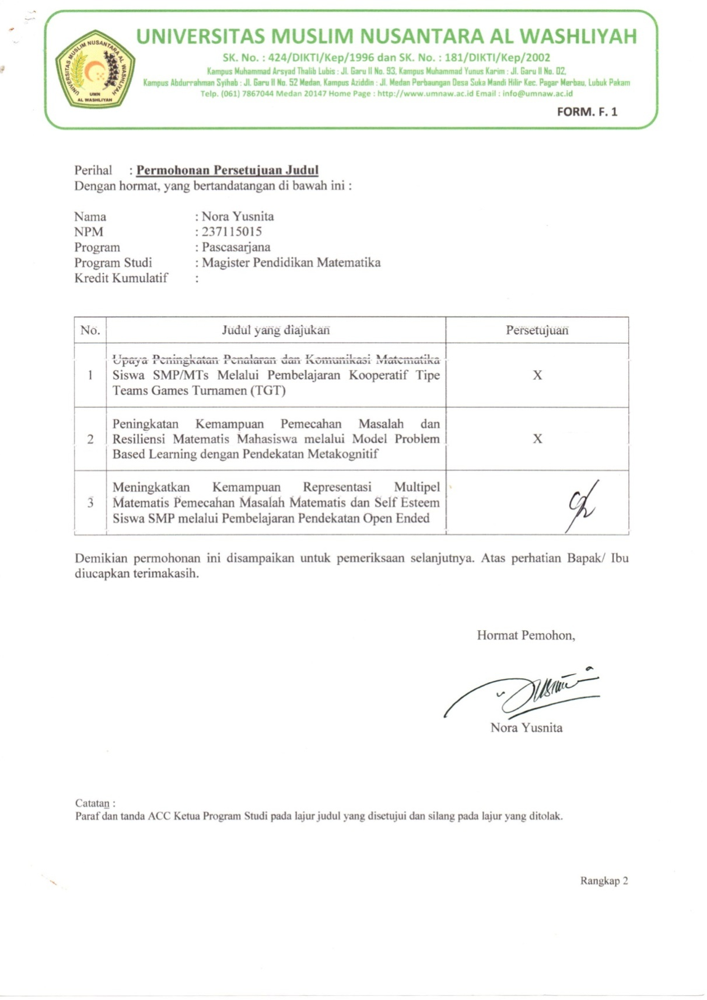 UNIVERSITAS MUSLIM NUSANTARA AL WASHLIYAH
SK. No. : 424/DIKTI/Kep/1996 dan SK. No. : 181/DIKTI/Kep/2002
Kampus Muhammad Arsyad Thalib Lubis : Jl. Garu II No. 93, Kampus Muhammad Yunus Karim : Jl. Garu II No. 02,
Kampus Abdurrahman Syihab : Jl. Garu II No. 52 Medan, Kampus Aziddin : Jl. Medan Perbaungan Desa Suka Mandi Hilir Kec. Pagar Merbau, Lubuk Pakam
Telp. (061) 7867044 Medan 20147 Home Page : http://www.umnaw.ac.id Email : info@umnaw.ac.id
UNIVERSITAS MUSLIM NUSANTARA AL WASHLIYAH
UMN
AL WASHLIYAH
FORM. F. 1
Perihal : Permohonan Persetujuan Judul
Dengan hormat, yang bertandatangan di bawah ini :
Nama : Nora Yusnita
NPM : 237115015
Program : Pascasarjana
Program Studi : Magister Pendidikan Matematika
Kredit Kumulatif :
No. Judul yang diajukan Persetujuan
Upaya Peningkatan Penalaran dan Komunikasi Matematika
1 Siswa SMP/MTs Melalui Pembelajaran Kooperatif Tipe X
Teams Games Turnamen (TGT)
Peningkatan Kemampuan Pemecahan Masalah dan
2 Resiliensi Matematis Mahasiswa melalui Model Problem X
Based Learning dengan Pendekatan Metakognitif
Meningkatkan Kemampuan Representasi Multipel
3 Matematis Pemecahan Masalah Matematis dan Self Esteem
Siswa SMP melalui Pembelajaran Pendekatan Open Ended
Demikian permohonan ini disampaikan untuk pemeriksaan selanjutnya. Atas perhatian Bapak/ Ibu
diucapkan terimakasih.
Hormat Pemohon,
Nora Yusnita
Catatan :
Paraf dan tanda ACC Ketua Program Studi pada lajur judul yang disetujui dan silang pada lajur yang ditolak.
Rangkap 2